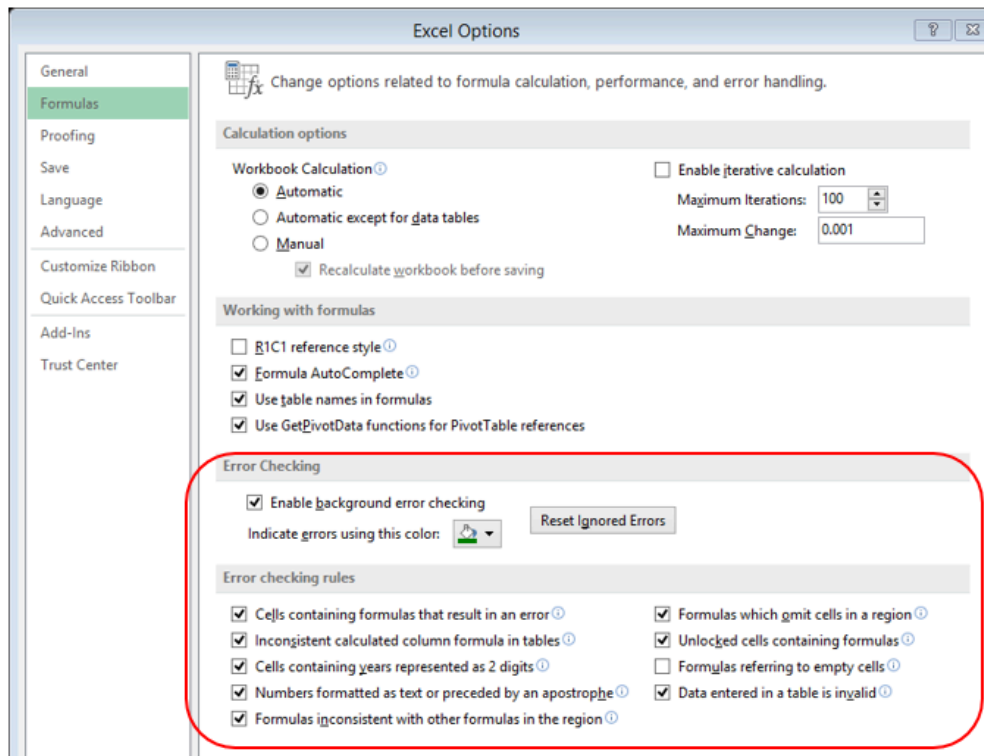 Excel Options
General
Formulas
Proofing
Save
Language
Advanced
Customize Ribbon
Quick Access Toolbar
Add-Ins
Trust Center
Change options related to formula calculation, performance, and error handling.
Calculation options
Workbook Calculation
Automatic
Automatic except for data tables
Manual
Recalculate workbook before saving
Enable iterative calculation
Maximum Iterations: 100
Maximum Change: 0.001
Working with formulas
R1C1 reference style
Formula AutoComplete
Use table names in formulas
Use GetPivotData functions for PivotTable references
Error Checking
Enable background error checking
Indicate errors using this color:
Reset Ignored Errors
Error checking rules
Cells containing formulas that result in an error
Inconsistent calculated column formula in tables
Cells containing years represented as 2 digits
Numbers formatted as text or preceded by an apostrophe
Formulas inconsistent with other formulas in the region
Formulas which omit cells in a region
Unlocked cells containing formulas
Formulas referring to empty cells
Data entered in a table is invalid